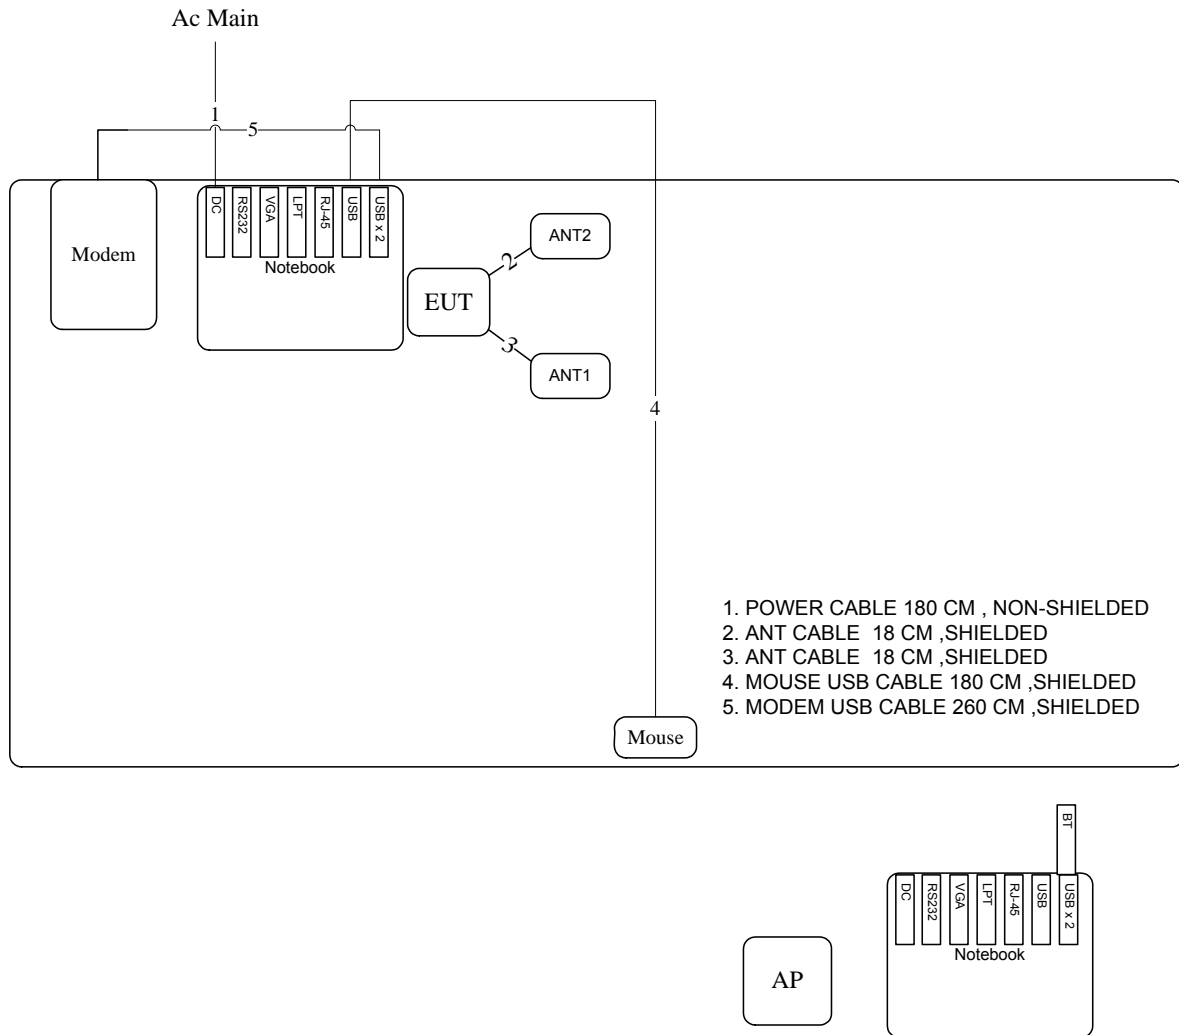 Ac Main
1
5
Modem
DC
RS232
VGA
LPT
RJ-45
USB
USB x 2
Notebook
ANT2
2
EUT
3
ANT1
4
1. POWER CABLE 180 CM , NON-SHIELDED
2. ANT CABLE  18 CM ,SHIELDED
3. ANT CABLE  18 CM ,SHIELDED
4. MOUSE USB CABLE 180 CM ,SHIELDED
5. MODEM USB CABLE 260 CM ,SHIELDED
Mouse
BT
DC
RS232
VGA
LPT
RJ-45
USB
USB x 2
Notebook
AP